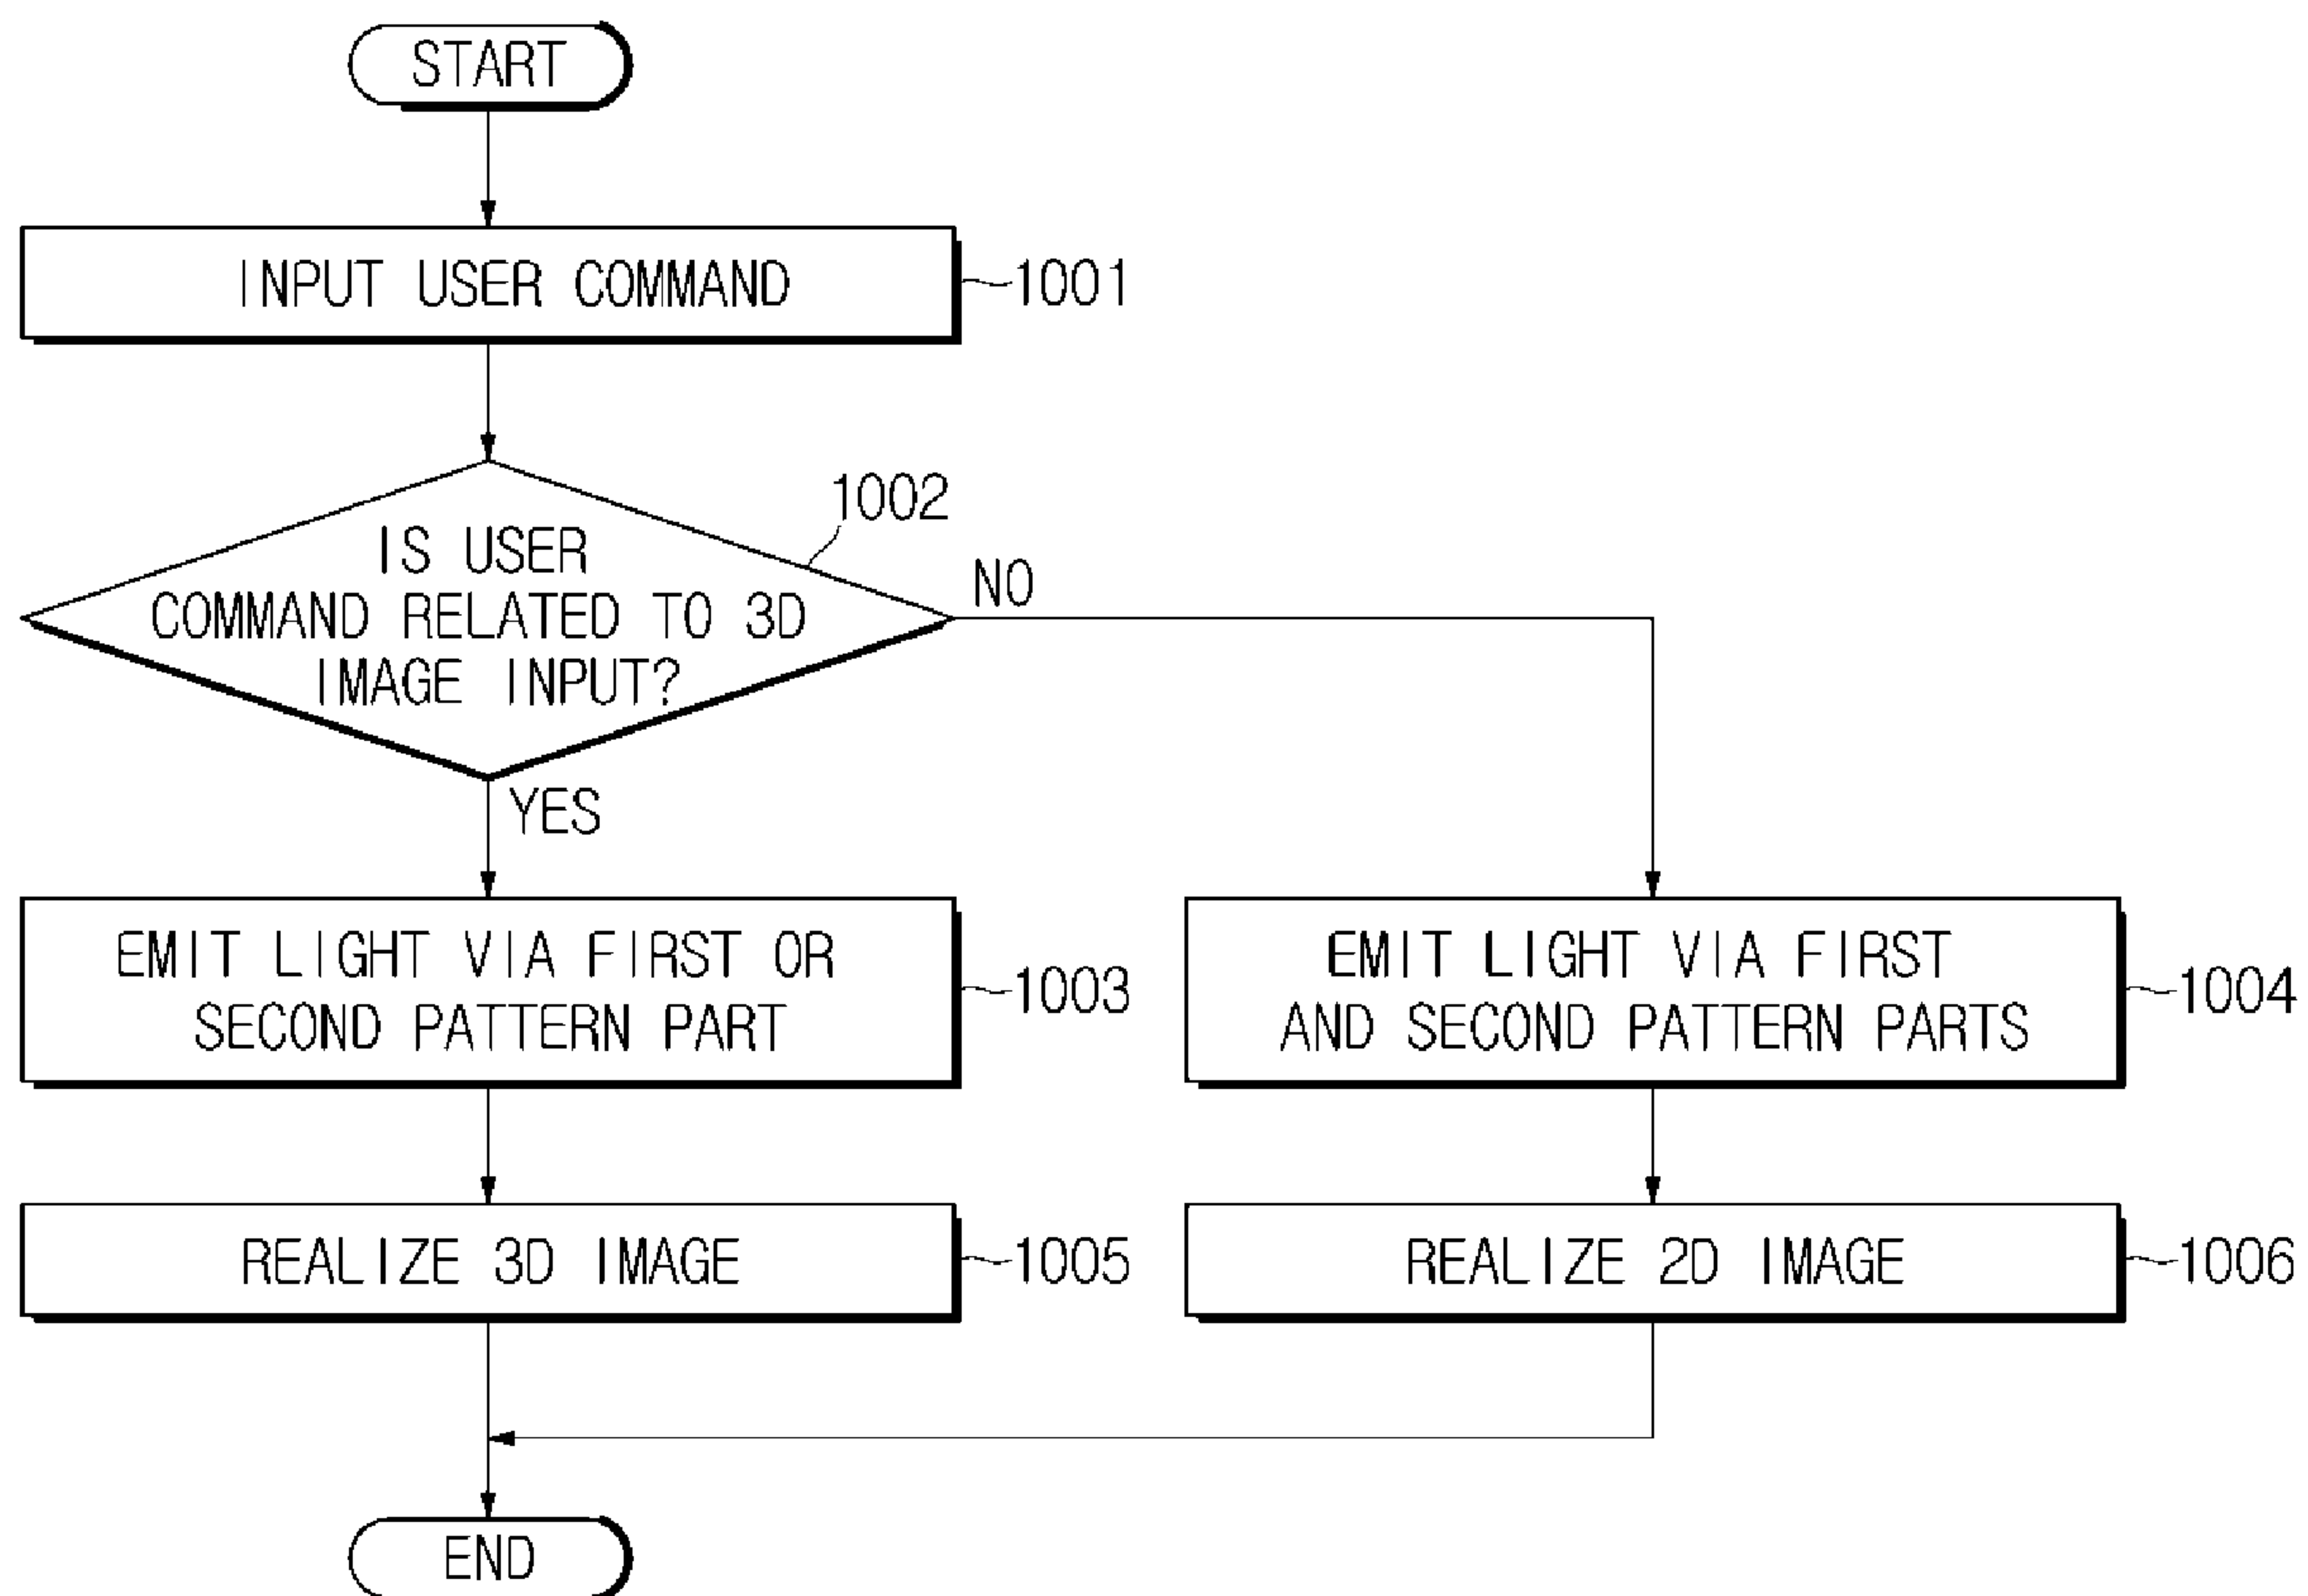 START
INPUT USER COMMAND
1001
1002
IS USER
COMMAND RELATED TO 3D
IMAGE INPUT?
NO
YES
EMIT LIGHT VIA FIRST OR
SECOND PATTERN PART
1003
EMIT LIGHT VIA FIRST
AND SECOND PATTERN PARTS
1004
REALIZE 3D IMAGE
1005
REALIZE 2D IMAGE
1006
END